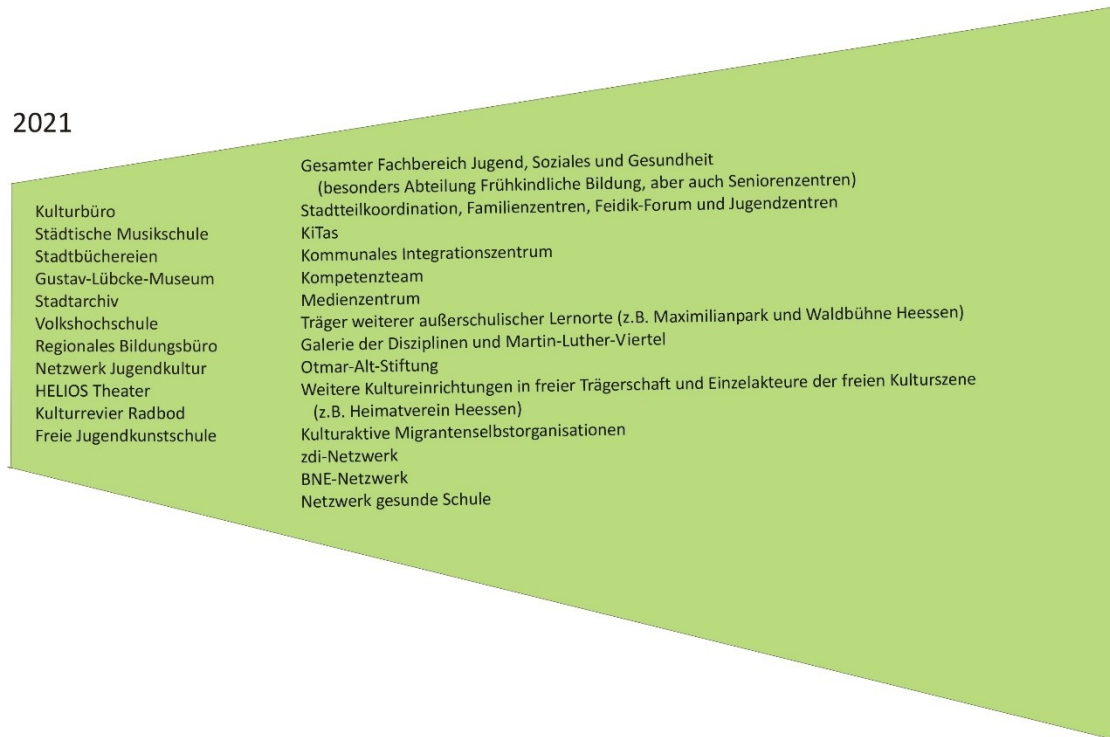 2021
Kulturbüro
Städtische Musikschule
Stadtbüchereien
Gustav-Lübcke-Museum
Stadtarchiv
Volkshochschule
Regionales Bildungsbüro
Netzwerk Jugendkultur
HELIOS Theater
Kulturrevier Radbod
Freie Jugendkunstschule
Gesamter Fachbereich Jugend, Soziales und Gesundheit
(besonders Abteilung Frühkindliche Bildung, aber auch Seniorenzentren)
Stadtteilkoordination, Familienzentren, Feidik-Forum und Jugendzentren
KiTas
Kommunales Integrationszentrum
Kompetenzteam
Medienzentrum
Träger weiterer außerschulischer Lernorte (z.B. Maximilianpark und Waldbühne Heessen)
Galerie der Disziplinen und Martin-Luther-Viertel
Otmar-Alt-Stiftung
Weitere Kultureinrichtungen in freier Trägerschaft und Einzelakteure der freien Kulturszene
(z.B. Heimatverein Heessen)
Kulturaktive Migrantenselbstorganisationen
zdi-Netzwerk
BNE-Netzwerk
Netzwerk gesunde Schule